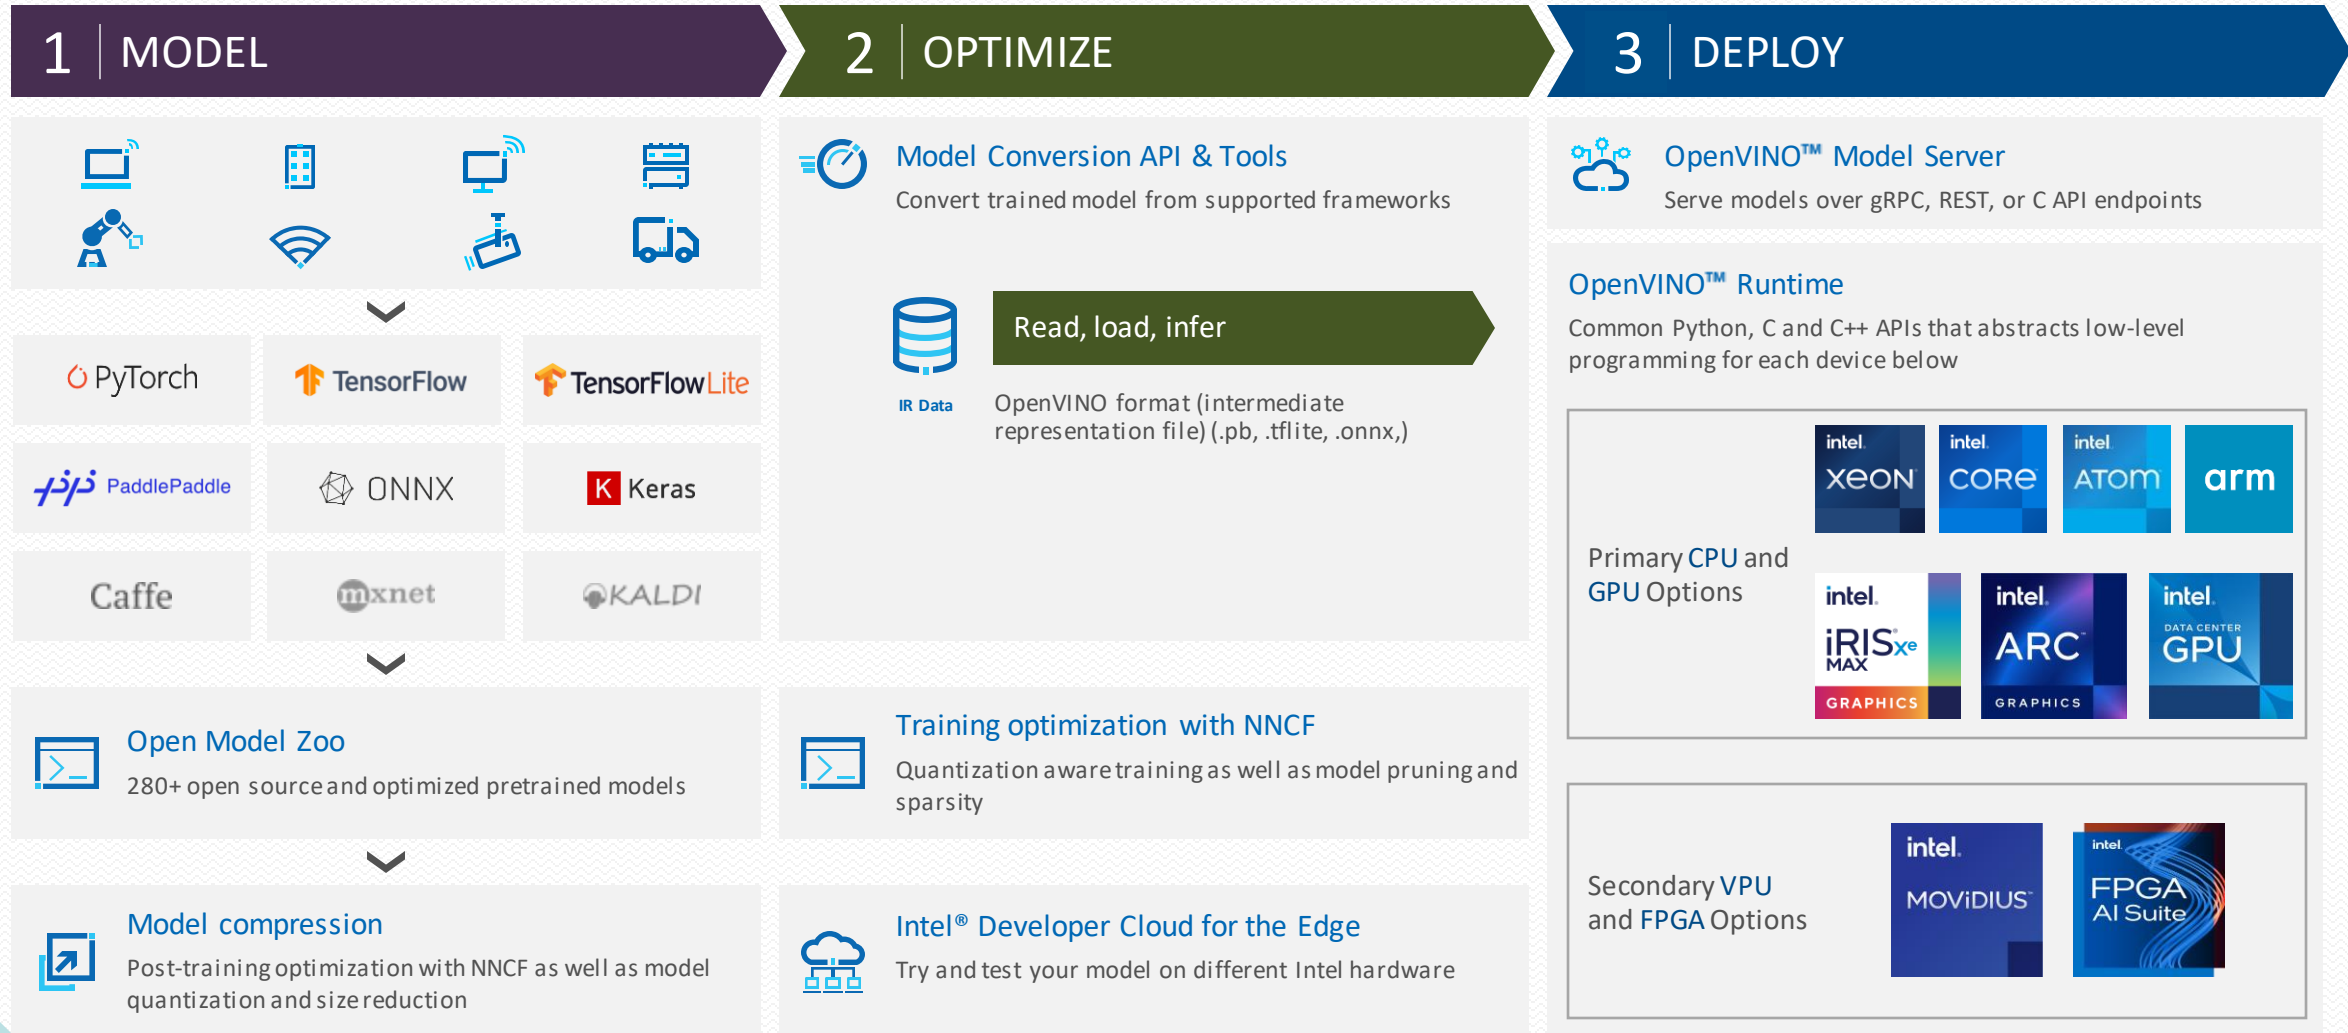 1 | MODEL
PyTorch
TensorFlow
TensorFlow Lite
PaddlePaddle
ONNX
K Keras
Caffe
mxnet
KALDI
Open Model Zoo
280+ open source and optimized pretrained models
Model compression
Post-training optimization with NNCF as well as model
quantization and size reduction
2 | OPTIMIZE
Model Conversion API & Tools
Convert trained model from supported frameworks
IR Data
Read, load, infer
OpenVINO format (intermediate
representation file) (.pb, .tflite, .onnx,)
Training optimization with NNCF
Quantization aware training as well as model pruning and
sparsity
Intel® Developer Cloud for the Edge
Try and test your model on different Intel hardware
3 | DEPLOY
OpenVINO™ Model Server
Serve models over gRPC, REST, or C API endpoints
OpenVINO™ Runtime
Common Python, C and C++ APIs that abstracts low-level
programming for each device below
Primary CPU and
GPU Options
intel.
XEON
intel.
CORE
intel.
ATOM
arm
intel.
IRIS Xe
MAX
GRAPHICS
intel.
ARC™
GRAPHICS
intel.
DATA CENTER
GPU
Secondary VPU
and FPGA Options
intel.
MOVIDIUS™
intel.
FPGA
AI Suite